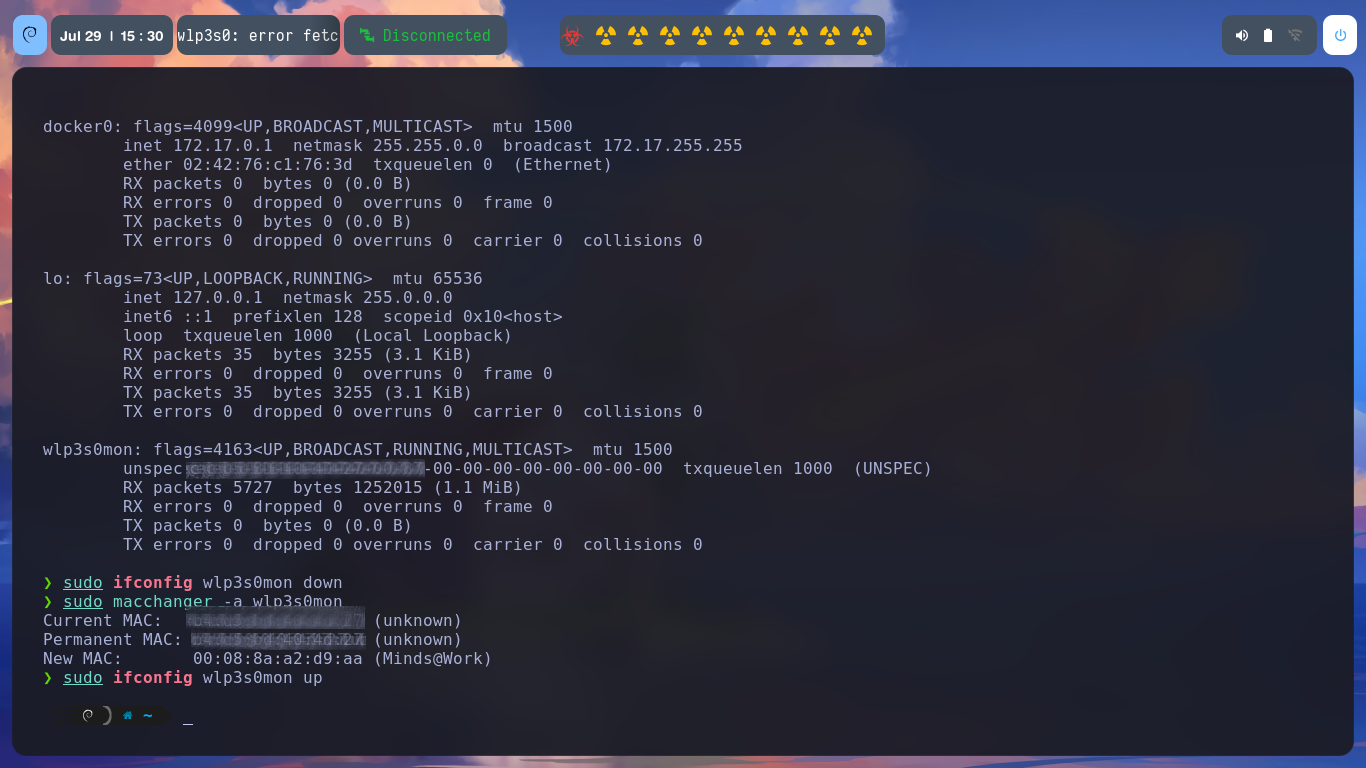 Jul 29 | 15:30 wlp3s0: error fetc Disconnected
docker0: flags=4099<UP,BROADCAST,MULTICAST>  mtu 1500
        inet 172.17.0.1  netmask 255.255.0.0  broadcast 172.17.255.255
        ether 02:42:76:c1:76:3d  txqueuelen 0  (Ethernet)
        RX packets 0  bytes 0 (0.0 B)
        RX errors 0  dropped 0  overruns 0  frame 0
        TX packets 0  bytes 0 (0.0 B)
        TX errors 0  dropped 0 overruns 0  carrier 0  collisions 0
lo: flags=73<UP,LOOPBACK,RUNNING>  mtu 65536
        inet 127.0.0.1  netmask 255.0.0.0
        inet6 ::1  prefixlen 128  scopeid 0x10<host>
        loop  txqueuelen 1000  (Local Loopback)
        RX packets 35  bytes 3255 (3.1 KiB)
        RX errors 0  dropped 0  overruns 0  frame 0
        TX packets 35  bytes 3255 (3.1 KiB)
        TX errors 0  dropped 0 overruns 0  carrier 0  collisions 0
wlp3s0mon: flags=4163<UP,BROADCAST,RUNNING,MULTICAST>  mtu 1500
        unspec -00-00-00-00-00-00-00-00  txqueuelen 1000  (UNSPEC)
        RX packets 5727  bytes 1252015 (1.1 MiB)
        RX errors 0  dropped 0  overruns 0  frame 0
        TX packets 0  bytes 0 (0.0 B)
        TX errors 0  dropped 0 overruns 0  carrier 0  collisions 0
❯ sudo ifconfig wlp3s0mon down
❯ sudo macchanger -a wlp3s0mon
Current MAC:   (unknown)
Permanent MAC: (unknown)
New MAC:       00:08:8a:a2:d9:aa (Minds@Work)
❯ sudo ifconfig wlp3s0mon up
~ _